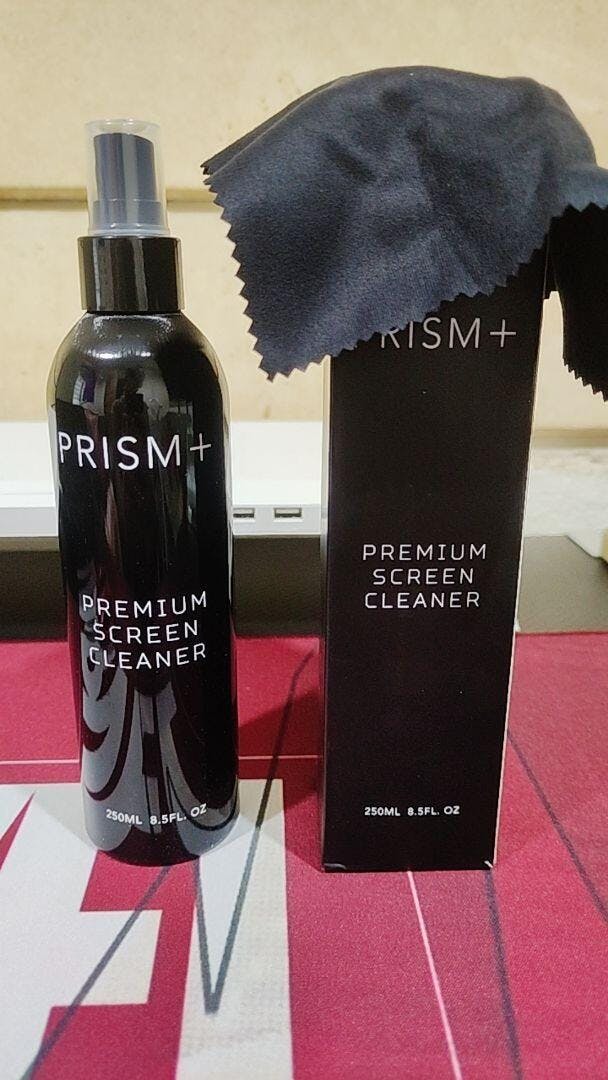 PRISM+
PREMIUM
SCREEN
CLEANER
250ML 8.5FL. OZ
RISM+
PREMIUM
SCREEN
CLEANER
250ML 8.5FL. OZ